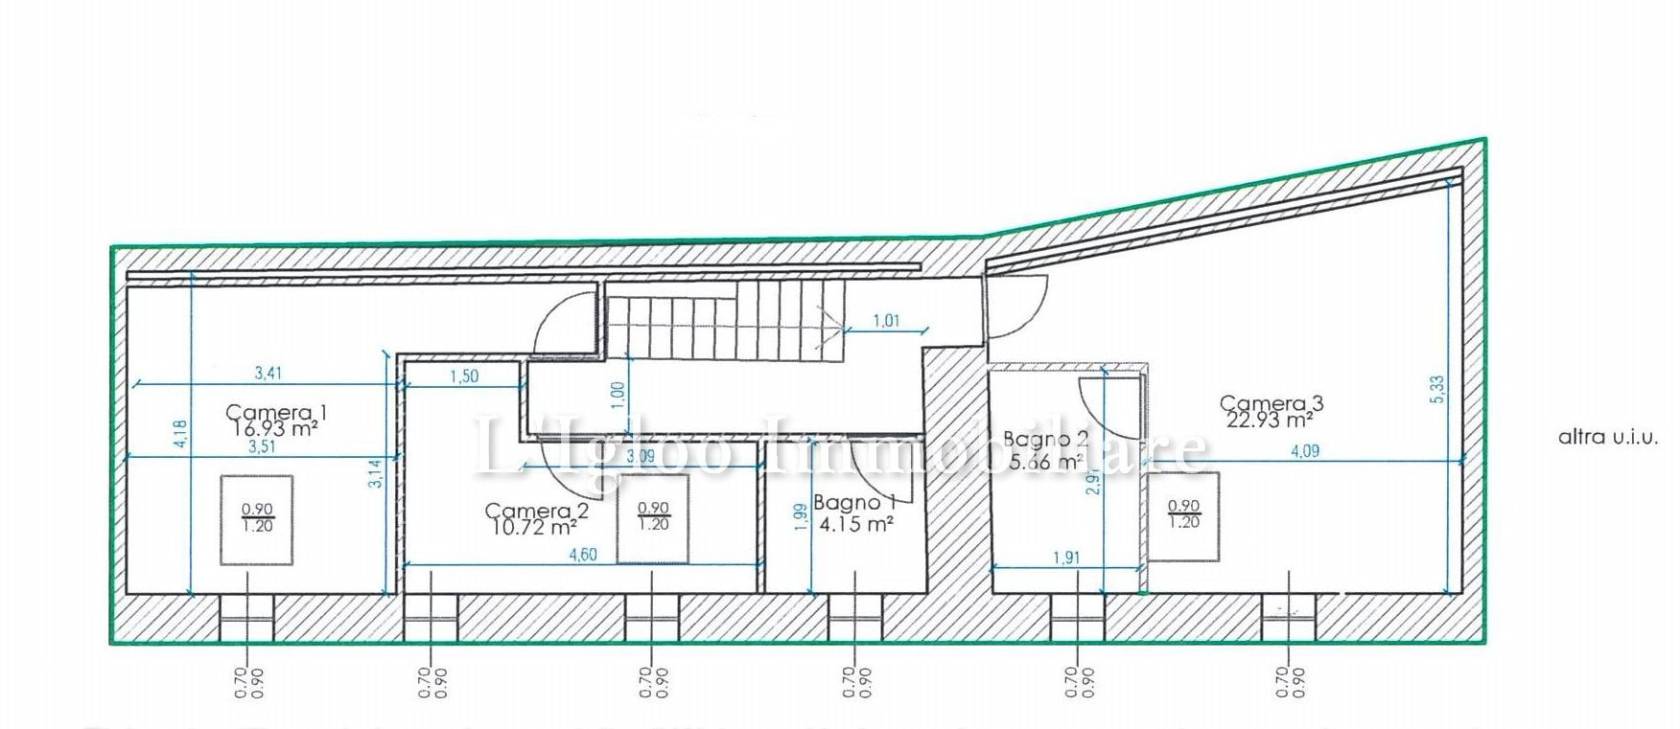 1,01
3,41
1,50
1.00
Camera 1
16.93 m²
4,18
3,51
3,14
0.90
1.20
L'Igloo Immobiliare
3.09
Camera 2
10.72 m²
0.90
1.20
4,60
Bagno 1
4.15 m²
1,99
Bagno 2
5.66 m²
2,91
1,91
Camera 3
22.93 m²
5,33
4,09
0.90
1.20
altra u.i.u.
0.70
0.90
0.70
0.90
0.70
0.90
0.70
0.90
0.70
0.90
0.70
0.90